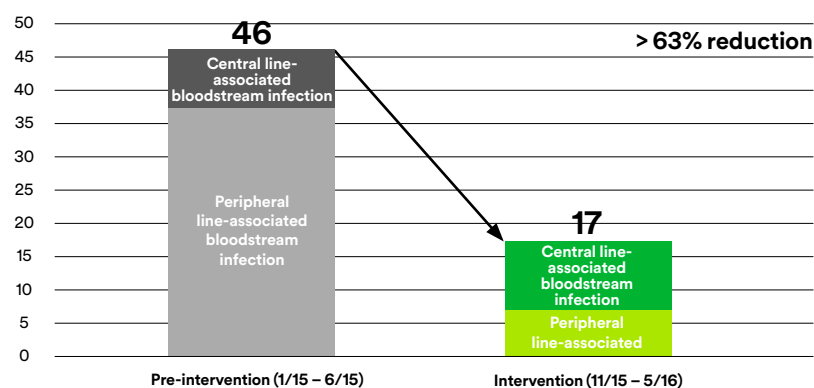 50
45
40
35
30
25
20
15
10
5
0
> 63% reduction
46
Central line-
associated
bloodstream infection
Peripheral
line-associated
bloodstream
infection
17
Central line-
associated
bloodstream
infection
Peripheral
line-associated
Pre-intervention (1/15 – 6/15)
Intervention (11/15 – 5/16)